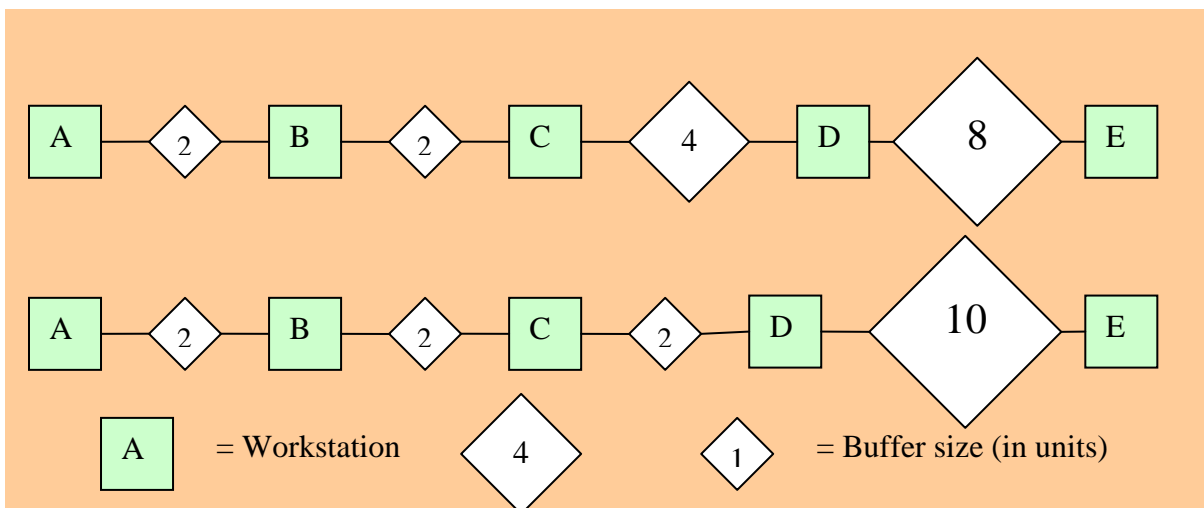 A 2 B 2 C 4 D 8 E
A 2 B 2 C 2 D 10 E
A = Workstation 4 1 = Buffer size (in units)